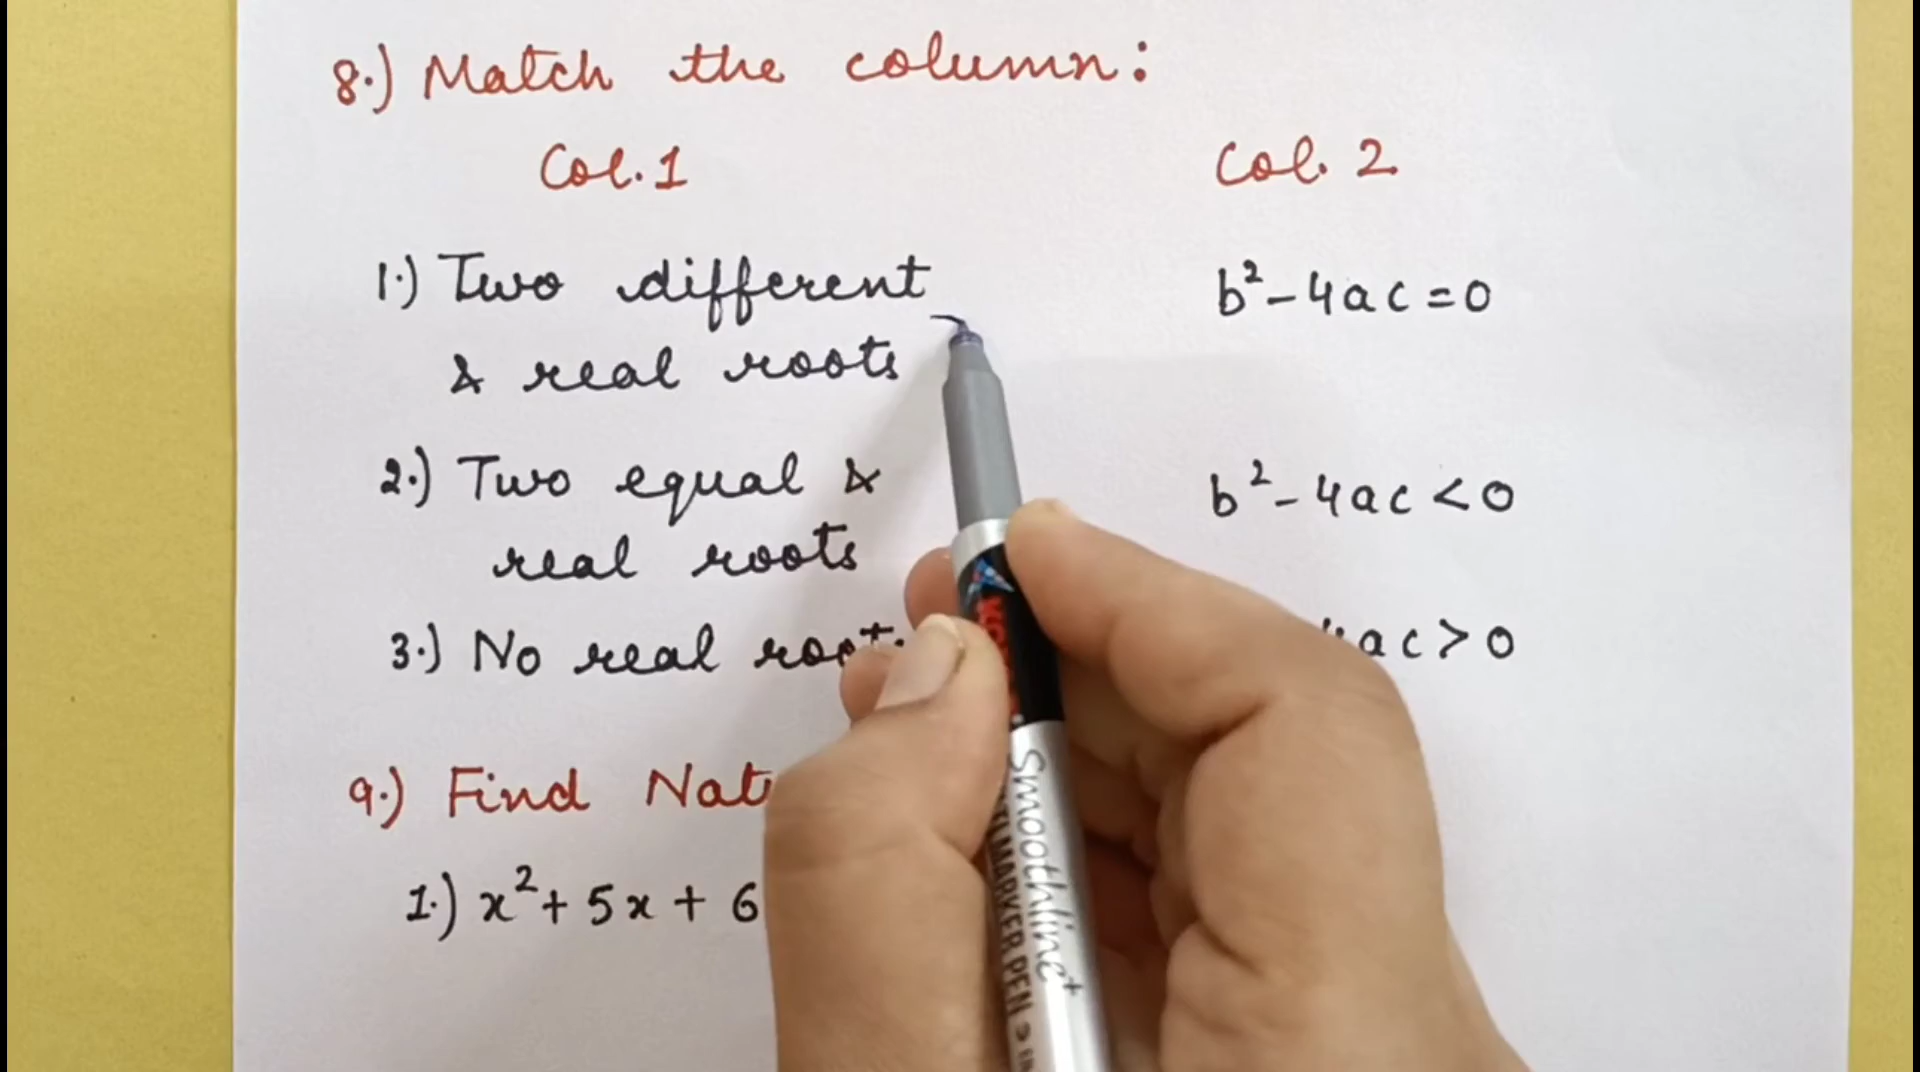 8.) Match the column:
Col. 1 Col. 2
1.) Two different b²-4ac=0
& real roots
2.) Two equal & b²-4ac<0
real roots
3.) No real ac>0
9.) Find
1.) x²+5x+6
Smoothline+
MARKER PEN